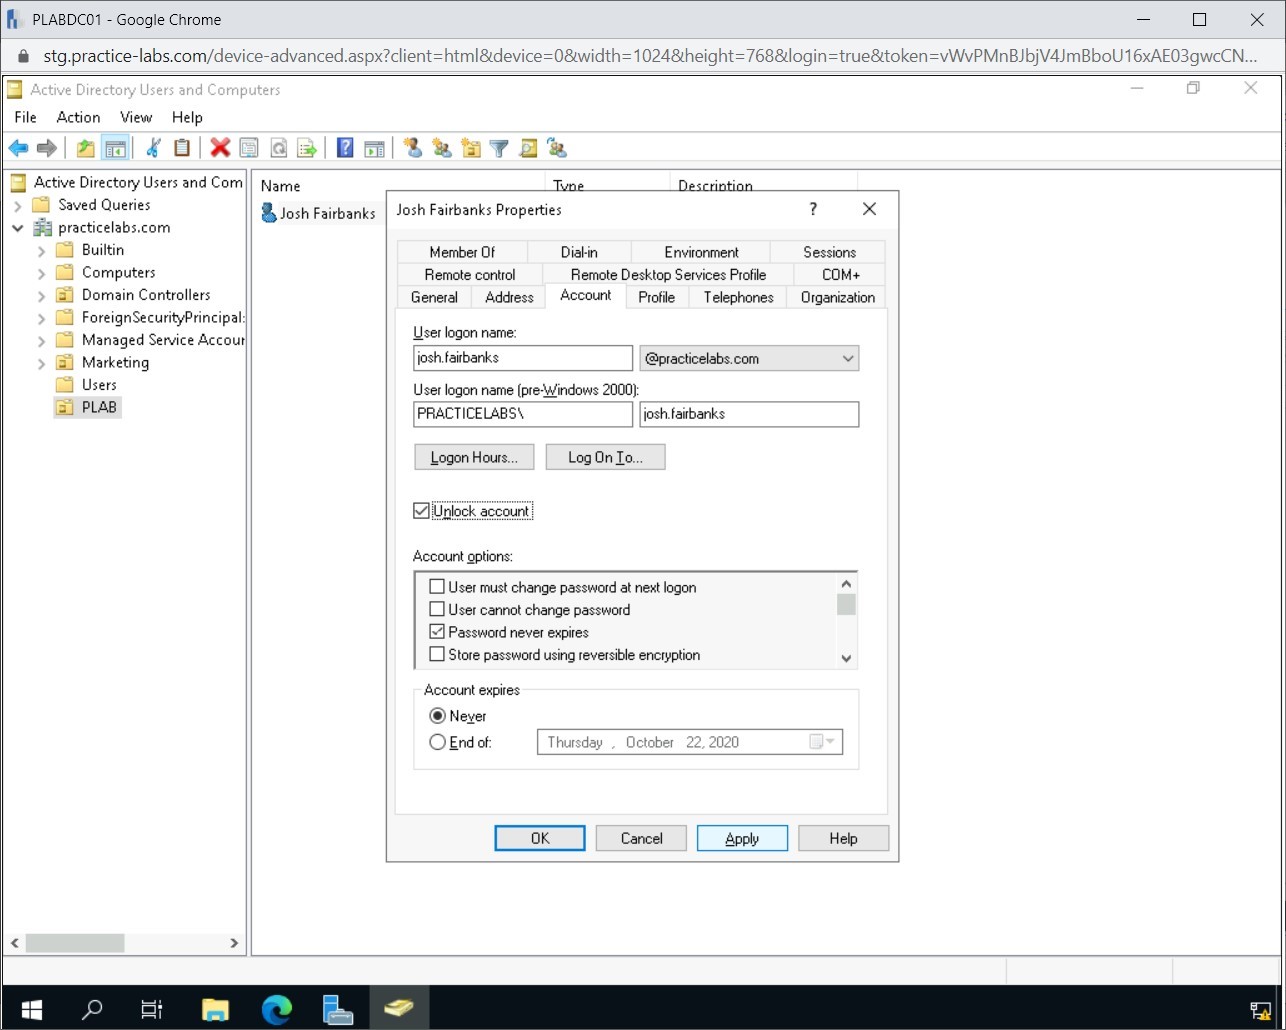 PLABDC01 - Google Chrome
stg.practice-labs.com/device-advanced.aspx?client=html&device=0&width=1024&height=768&login=true&token=vWvPMnBJbjV4JmBboU16xAE03gwcCN...
Active Directory Users and Computers
File Action View Help
Active Directory Users and Com
Saved Queries
practicelabs.com
Builtin
Computers
Domain Controllers
ForeignSecurityPrincipal:
Managed Service Accour
Marketing
Users
PLAB
Name Type Description
Josh Fairbanks
Josh Fairbanks Properties ?
Member Of Dial-in Environment Sessions
Remote control Remote Desktop Services Profile COM+
General Address Account Profile Telephones Organization
User logon name:
josh.fairbanks @practicelabs.com
User logon name (pre-Windows 2000):
PRACTICELABS\ josh.fairbanks
Logon Hours... Log On To...
Unlock account
Account options:
User must change password at next logon
User cannot change password
Password never expires
Store password using reversible encryption
Account expires
Never
End of: Thursday , October 22, 2020
OK Cancel Apply Help